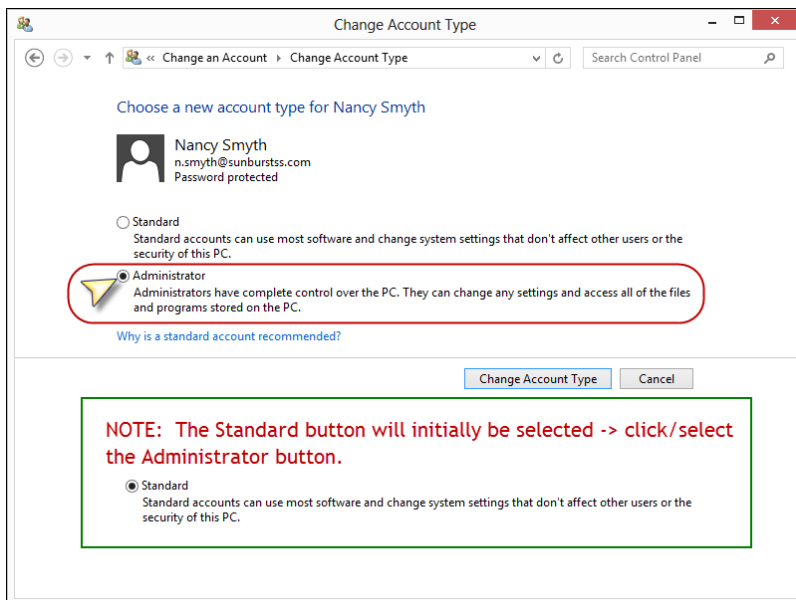 Change Account Type
« Change an Account ▸ Change Account Type
Search Control Panel
Choose a new account type for Nancy Smyth
Nancy Smyth
n.smyth@sunburstss.com
Password protected
Standard
Standard accounts can use most software and change system settings that don't affect other users or the
security of this PC.
Administrator
Administrators have complete control over the PC. They can change any settings and access all of the files
and programs stored on the PC.
Why is a standard account recommended?
Change Account Type
Cancel
NOTE:  The Standard button will initially be selected -> click/select
the Administrator button.
Standard
Standard accounts can use most software and change system settings that don't affect other users or the
security of this PC.